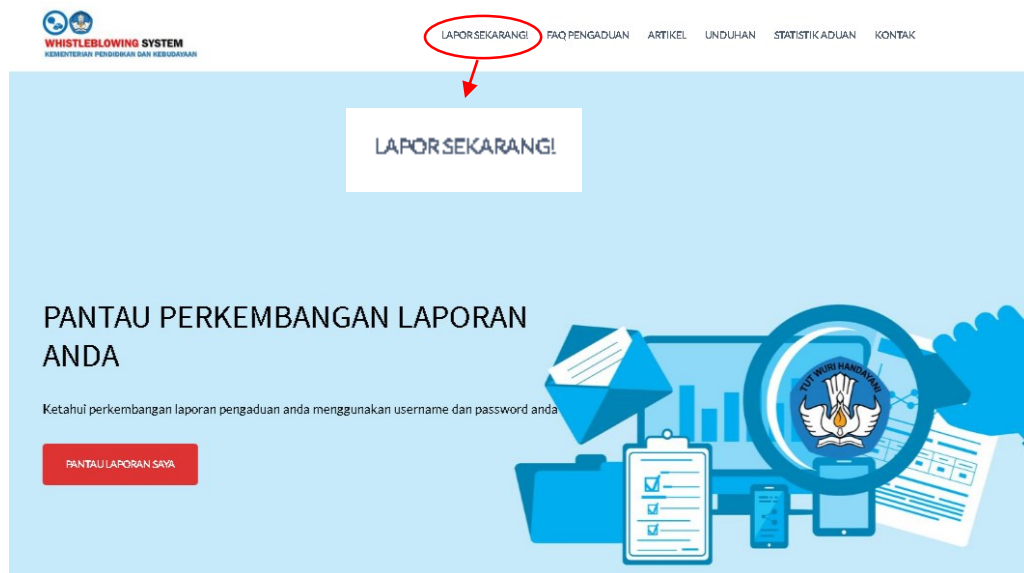 WHISTLEBLOWING SYSTEM
KEMENTERIAN PENDIDIKAN DAN KEBUDAYAAN
LAPOR SEKARANG! FAQ PENGADUAN ARTIKEL UNDUHAN STATISTIK ADUAN KONTAK
LAPOR SEKARANG!
PANTAU PERKEMBANGAN LAPORAN
ANDA
Ketahui perkembangan laporan pengaduan anda menggunakan username dan password anda
PANTAU LAPORAN SAYA
TUT WURI HANDAYANI